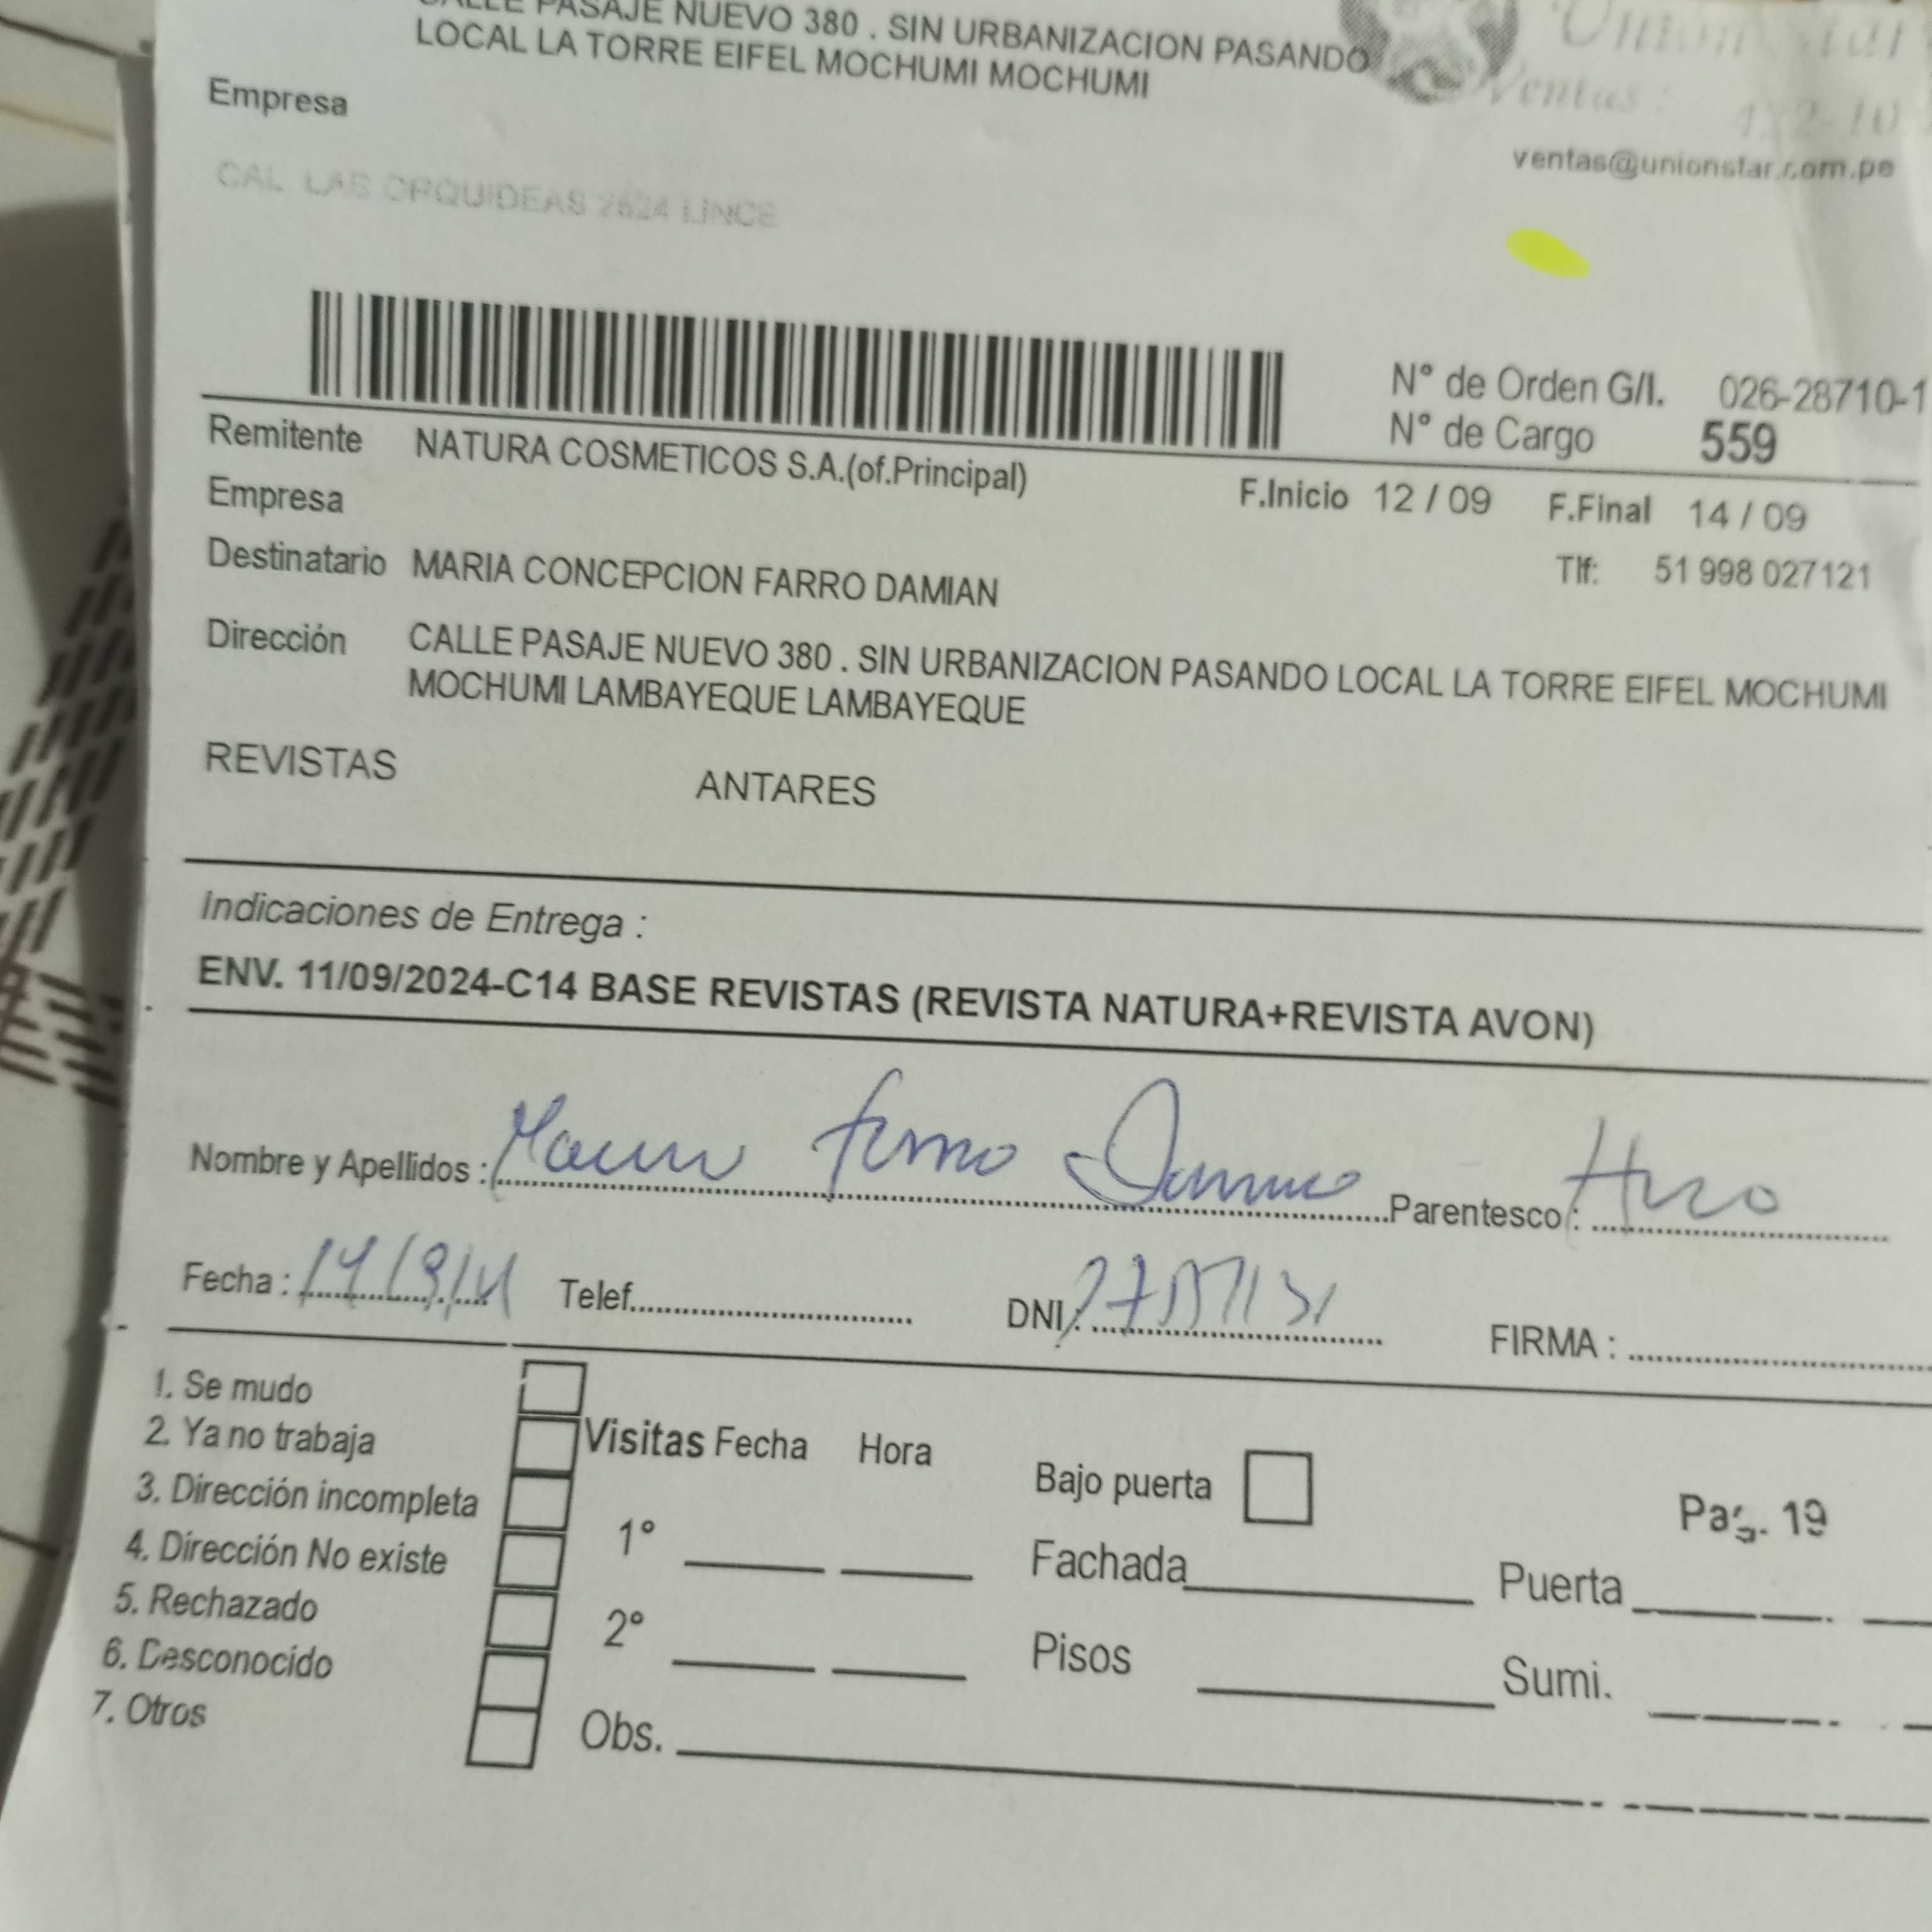 CALLE PASAJE NUEVO 380 . SIN URBANIZACION PASANDO
LOCAL LA TORRE EIFEL MOCHUMI MOCHUMI
Union Star
Ventas:
Empresa
ventas@unionstar.com.pe
CAL LAS ORQUIDEAS 2624 LINCE
N° de Orden G/I. 026-28710-1
N° de Cargo 559
Remitente NATURA COSMETICOS S.A.(of.Principal)
F.Inicio 12 / 09 F.Final 14 / 09
Empresa
Destinatario MARIA CONCEPCION FARRO DAMIAN
Tlf: 51 998 027121
Dirección CALLE PASAJE NUEVO 380 . SIN URBANIZACION PASANDO LOCAL LA TORRE EIFEL MOCHUMI
MOCHUMI LAMBAYEQUE LAMBAYEQUE
REVISTAS ANTARES
Indicaciones de Entrega :
ENV. 11/09/2024-C14 BASE REVISTAS (REVISTA NATURA+REVISTA AVON)
Nombre y Apellidos : Parentesco :
Fecha : Telef. DNI : FIRMA :
1. Se mudo
2. Ya no trabaja
3. Dirección incompleta
4. Dirección No existe
5. Rechazado
6. Desconocido
7. Otros
Visitas Fecha Hora
1°
2°
Obs.
Bajo puerta
Pag. 19
Fachada Puerta
Pisos Sumi.